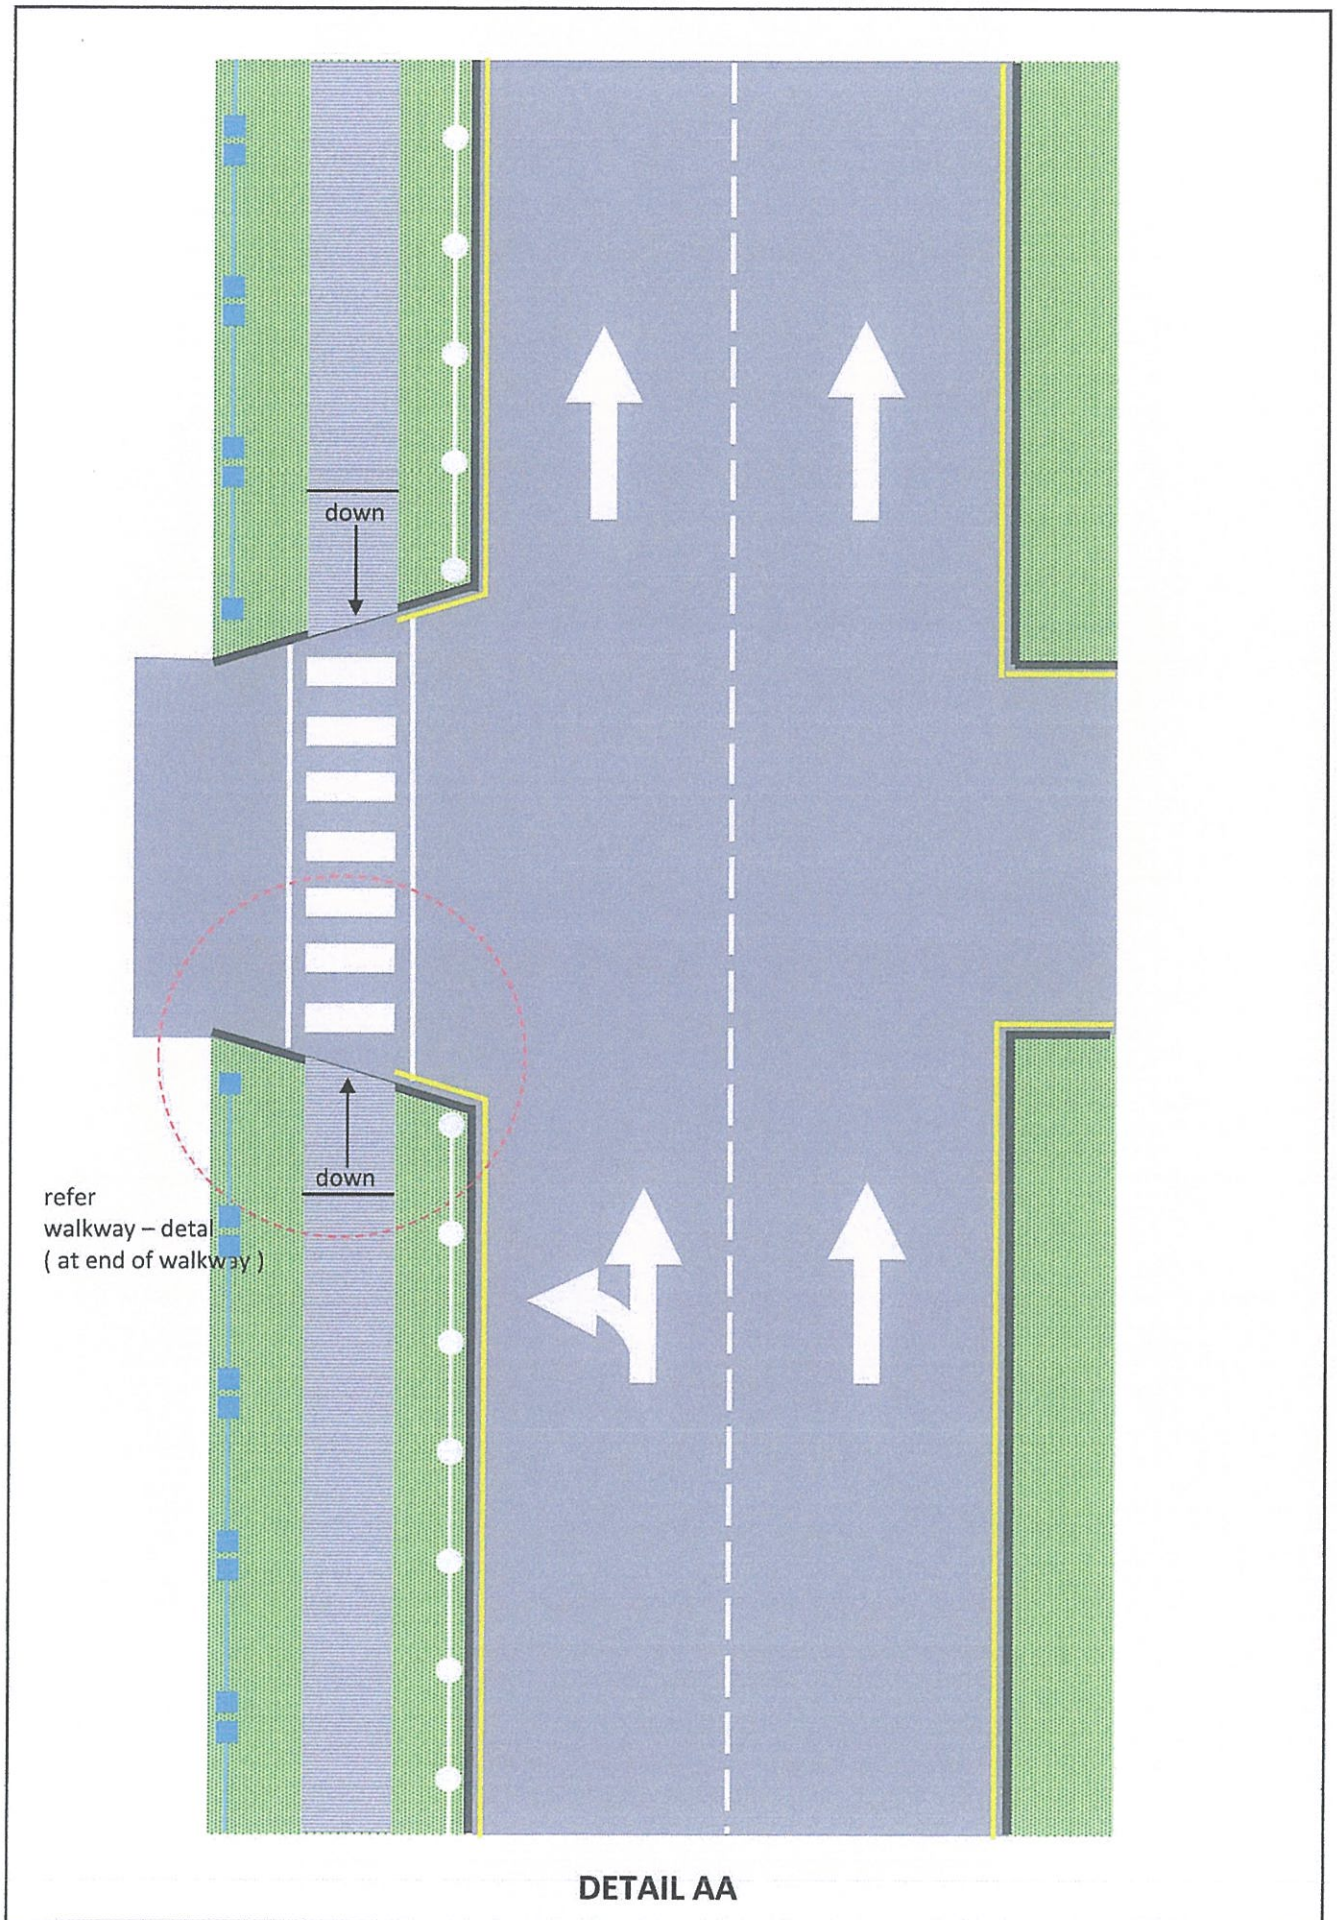 down
down
refer
walkway – detal
( at end of walkway )
DETAIL AA